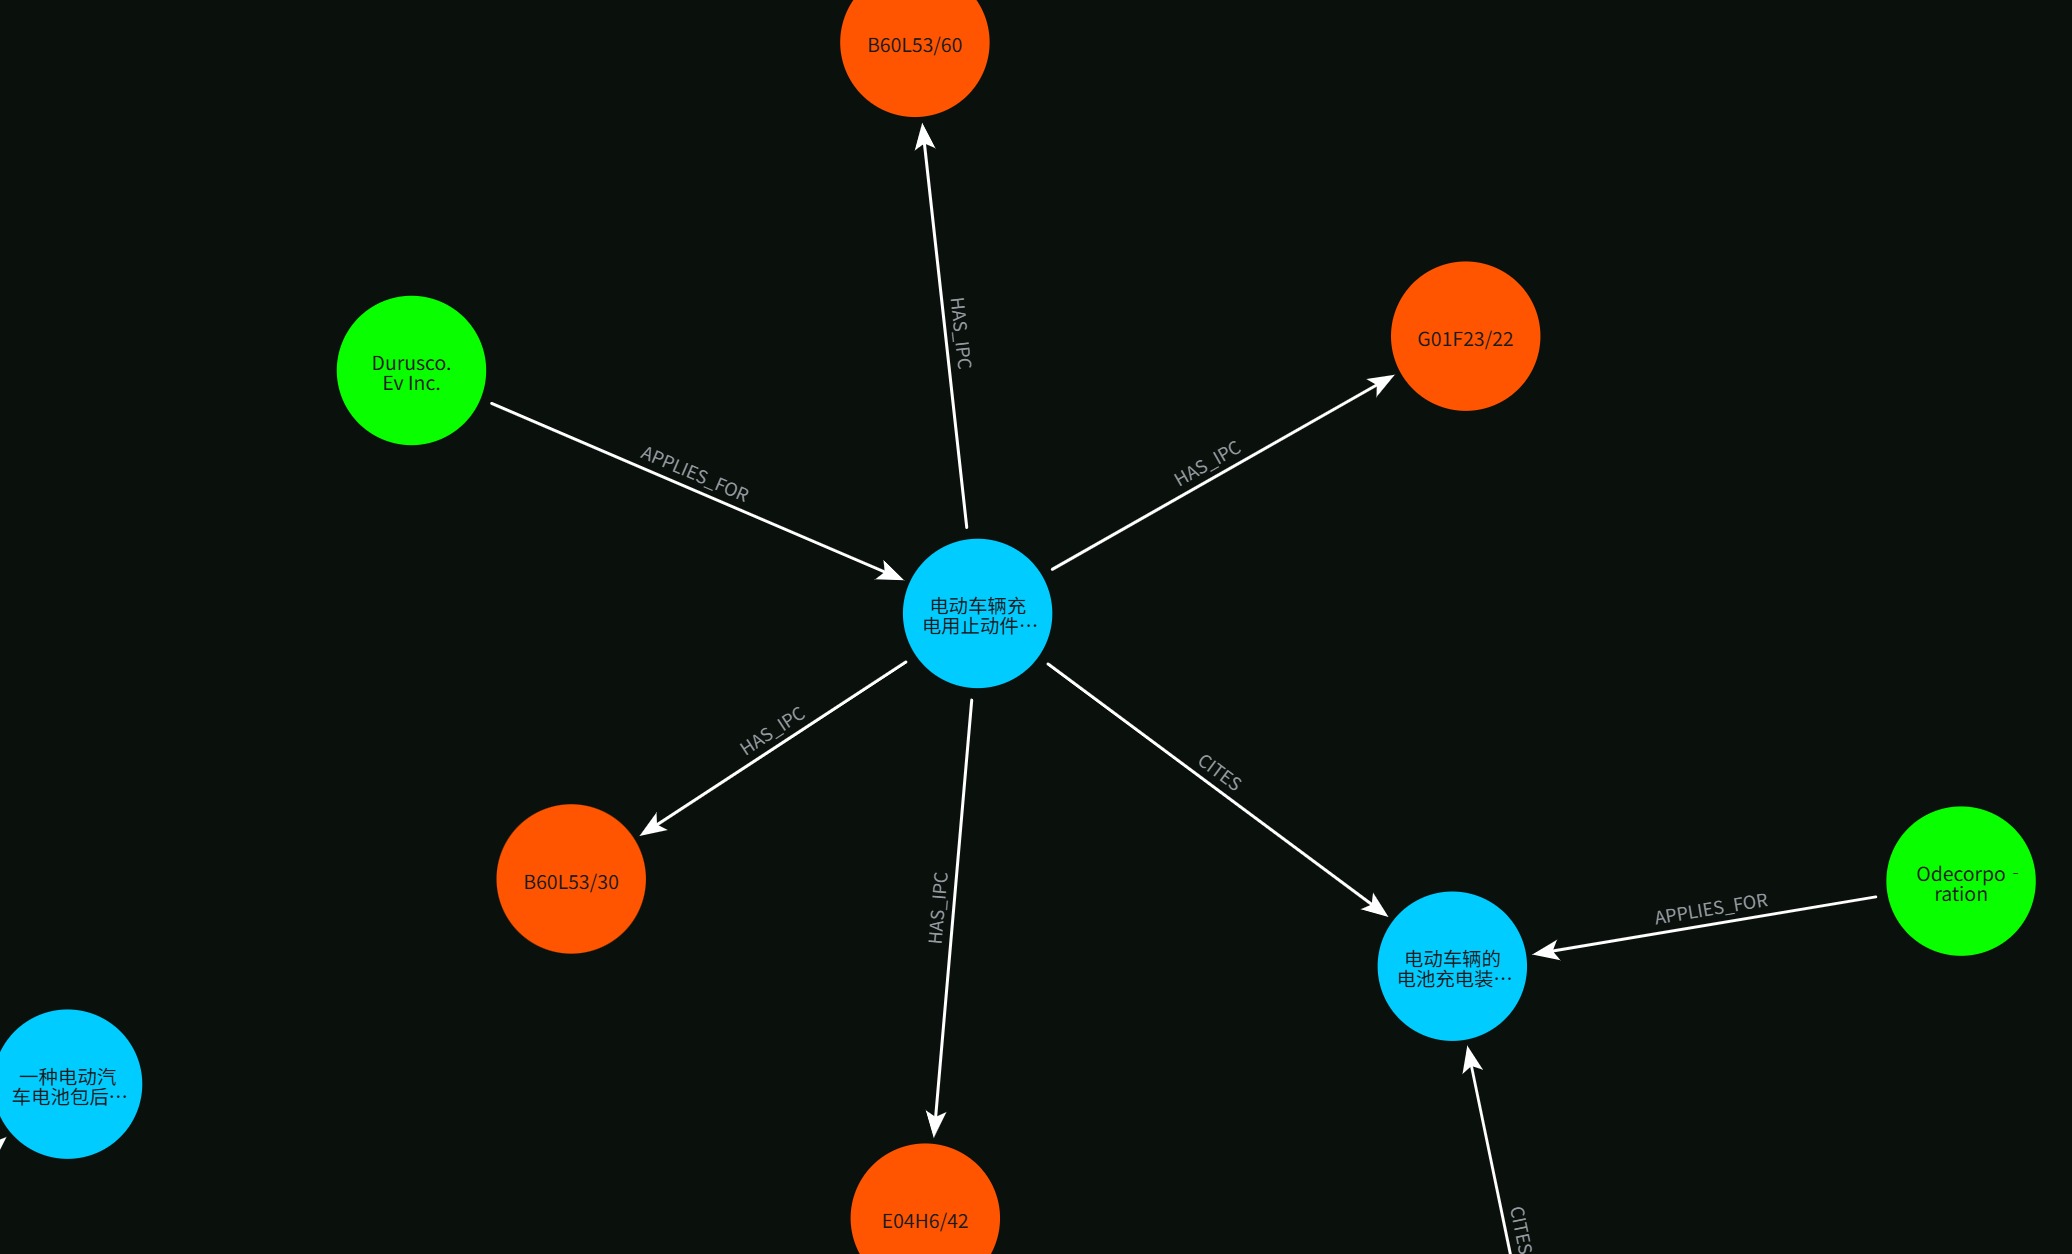 B60L53/60
HAS_IPC
G01F23/22
Durusco.
Ev Inc.
APPLIES_FOR
HAS_IPC
电动车辆充
电用止动件…
HAS_IPC
CITES
B60L53/30
HAS_IPC
Odecorpo-
ration
APPLIES_FOR
电动车辆的
电池充电装…
一种电动汽
车电池包后…
E04H6/42
CITES